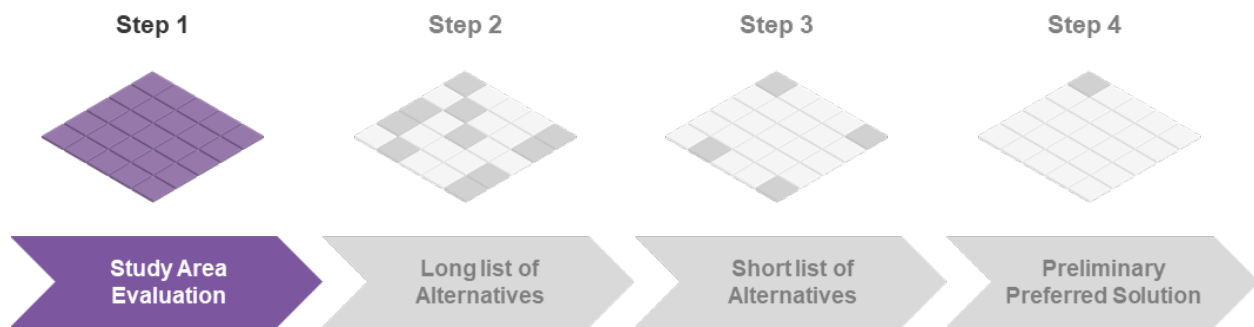 Step 1
Step 2
Step 3
Step 4
Study Area
Evaluation
Long list of
Alternatives
Short list of
Alternatives
Preliminary
Preferred Solution